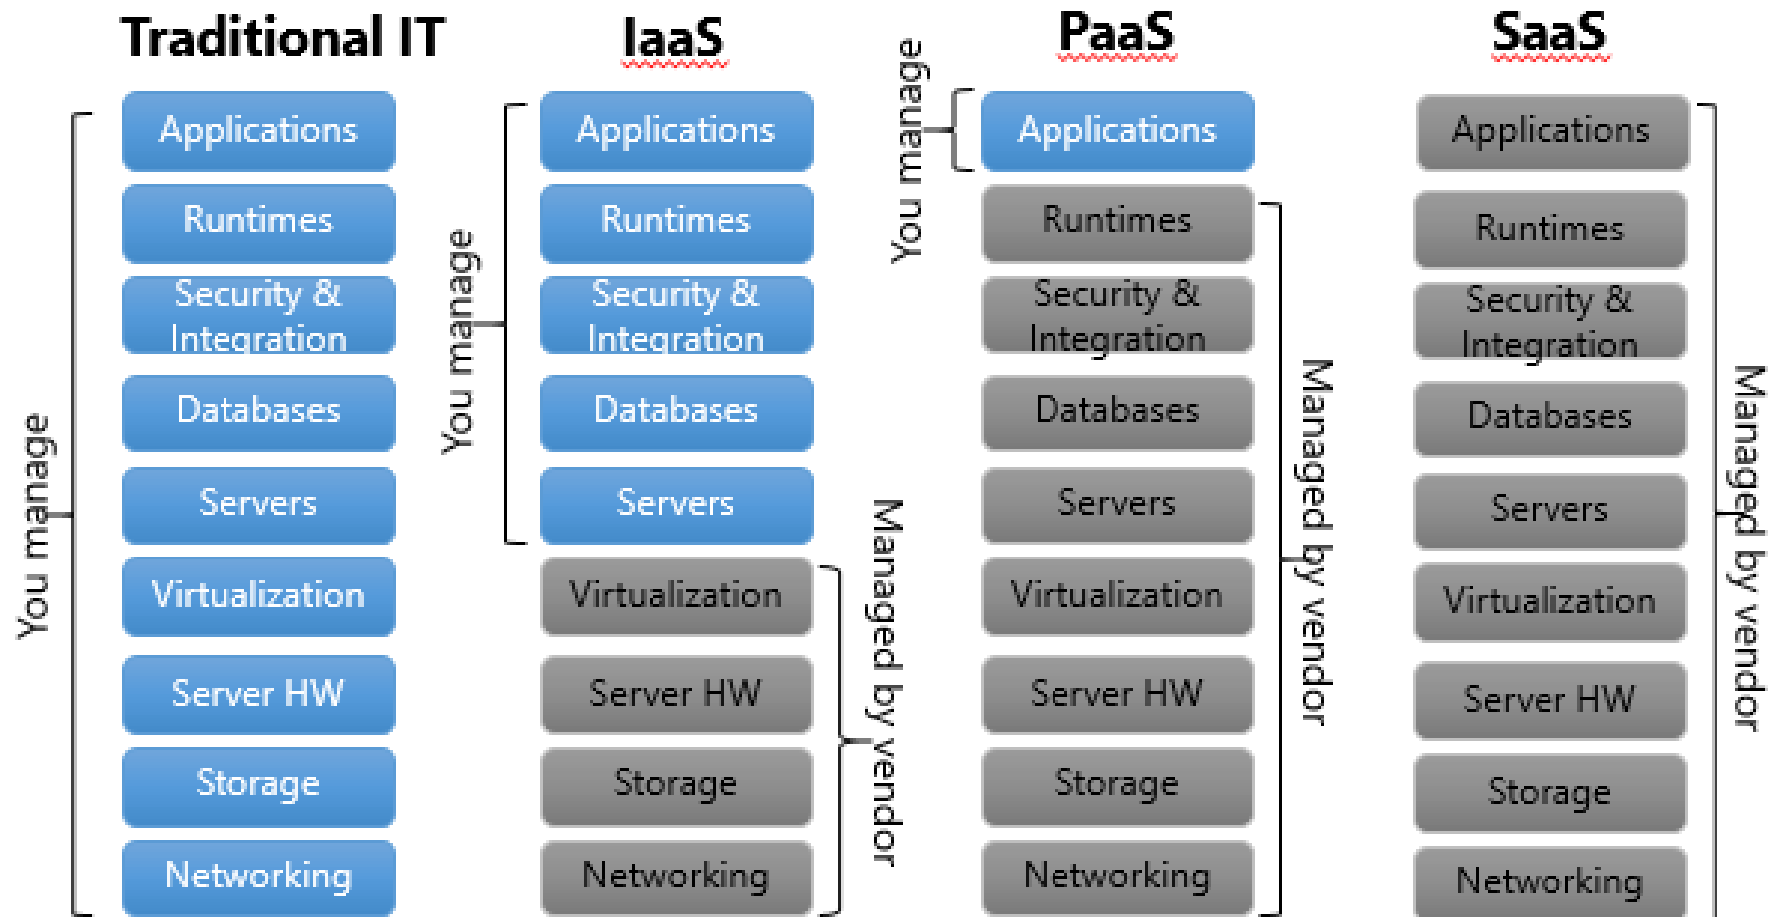 Traditional IT
You manage
Applications
Runtimes
Security &
Integration
Databases
Servers
Virtualization
Server HW
Storage
Networking
IaaS
You manage
Applications
Runtimes
Security &
Integration
Databases
Servers
Virtualization
Server HW
Storage
Networking
Managed by vendor
PaaS
You manage
Applications
Runtimes
Security &
Integration
Databases
Servers
Virtualization
Server HW
Storage
Networking
Managed by vendor
SaaS
Applications
Runtimes
Security &
Integration
Databases
Servers
Virtualization
Server HW
Storage
Networking
Managed by vendor